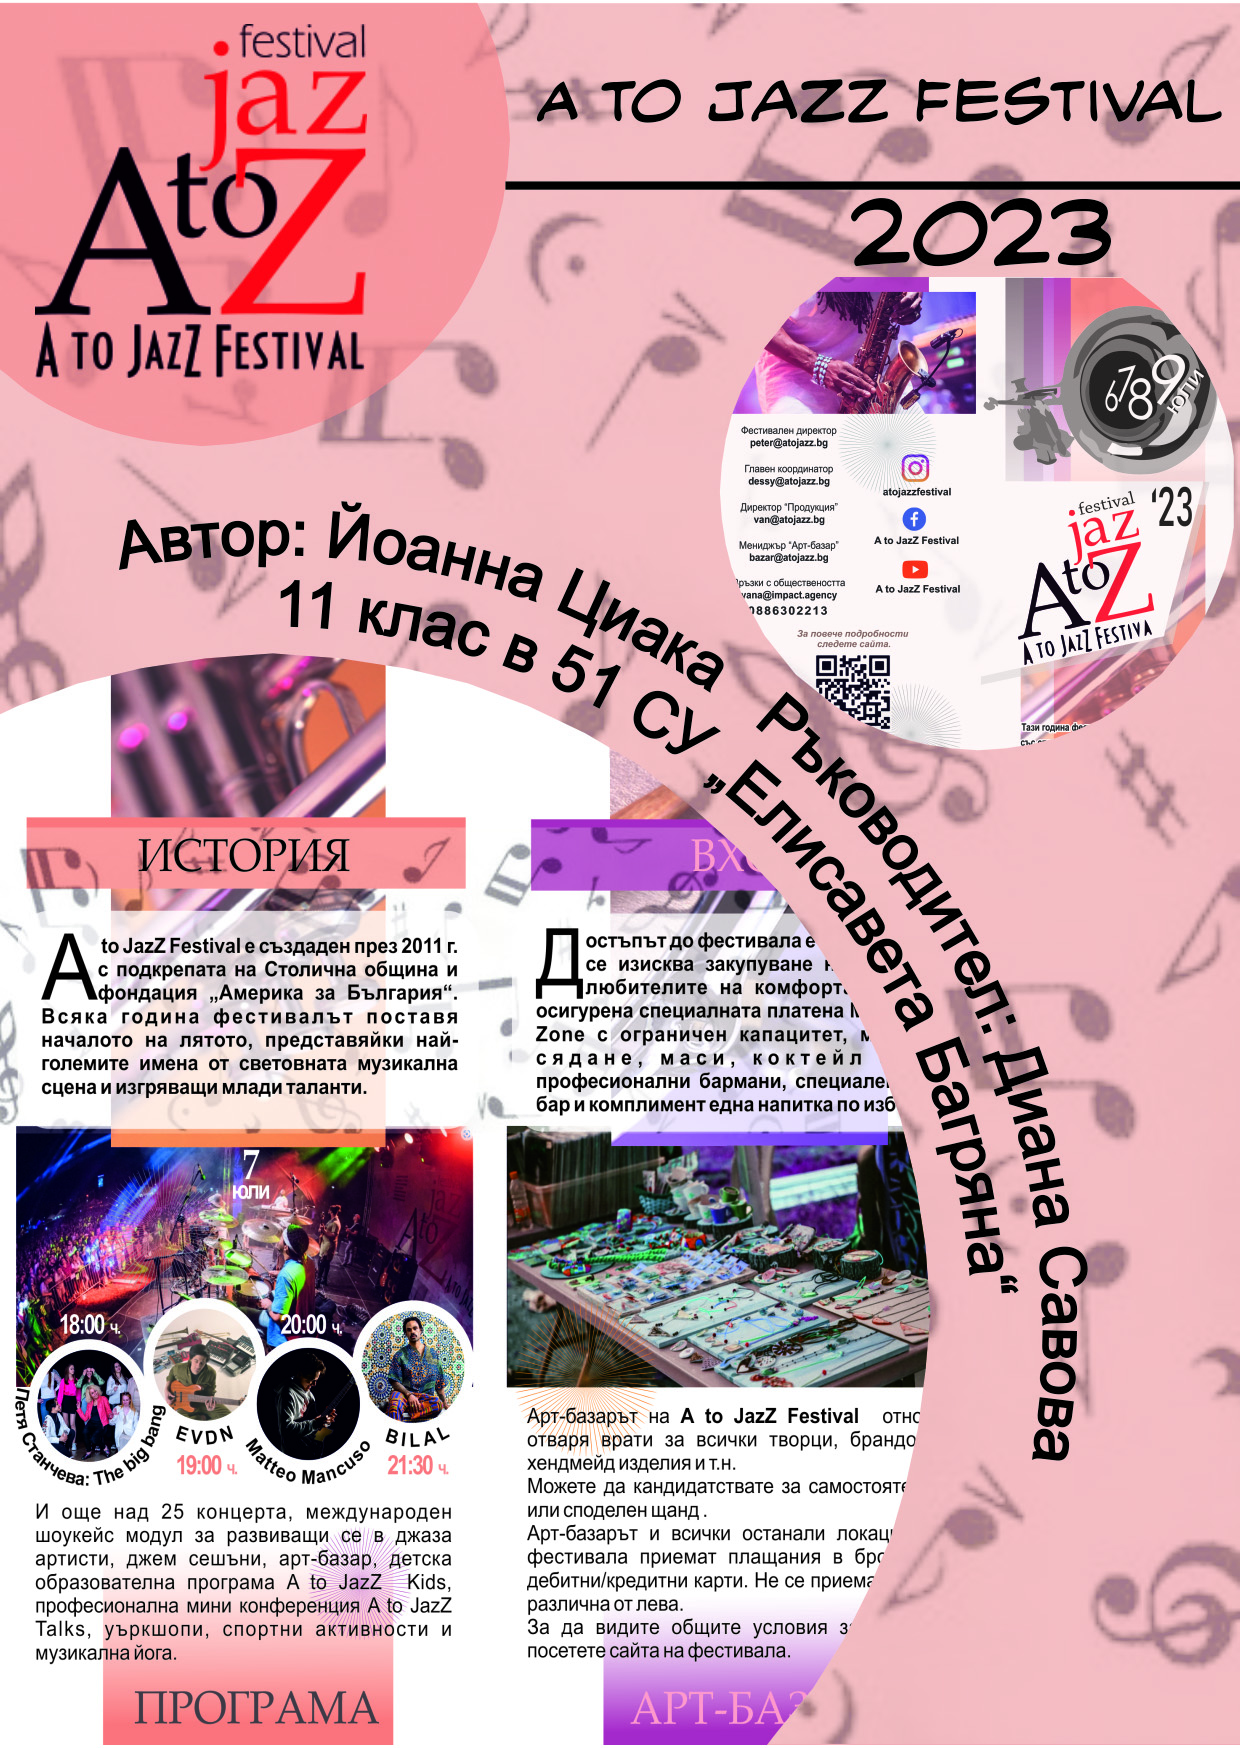 festival
jaz
A to Z
A TO JAZZ FESTIVAL
A TO JAZZ FESTIVAL
2023
6 7 8 9
ЮЛИ
Фестивален директор
peter@atojazz.bg
Главен координатор
dessy@atojazz.bg
Директор "Продукция"
van@atojazz.bg
Мениджър "Арт-базар"
bazar@atojazz.bg
с обществеността
0886302213
atojazzfestival
A to JazZ Festival
A to JazZ Festival
За повече подробности
следете сайта.
festival '23
jaz
A to Z
A TO JAZZ FESTIVA
Тази година
Автор: Йоанна Циака
11 клас в 51 СУ „Елисавета Багряна“
Ръководител: Диана Савова
ИСТОРИЯ
A to JazZ Festival е създаден през 2011 г.
с подкрепата на Столична община и
фондация „Америка за България“.
Всяка година фестивалът поставя
началото на лятото, представяйки най-
големите имена от световната музикална
сцена и изгряващи млади таланти.
Достъпът до фестивала е
се изисква закупуване
любителите на
осигурена специалната платена
Zone с ограничен капацитет,
сядане, маси, коктейл
професионални бармани,
бар и комплимент една напитка по
7
ЮЛИ
18:00 ч.
Петя Станчева: The big bang
EVDN
19:00 ч.
20:00 ч.
Matteo Mancuso
BILAL
21:30 ч.
И още над 25 концерта, международен
шоукейс модул за развиващи се в джаза
артисти, джем сешъни, арт-базар, детска
образователна програма A to JazZ Kids,
професионална мини конференция A to JazZ
Talks, уъркшопи, спортни активности и
музикална йога.
ПРОГРАМА
Арт-базарът на A to JazZ Festival
отваря врати за всички творци,
хендмейд изделия и т.н.
Можете да кандидатствате за
или споделен щанд .
Арт-базарът и всички останали
фестивала приемат плащания в
дебитни/кредитни карти. Не се
различна от лева.
За да видите общите условия
посетете сайта на фестивала.
АРТ-БАЗ